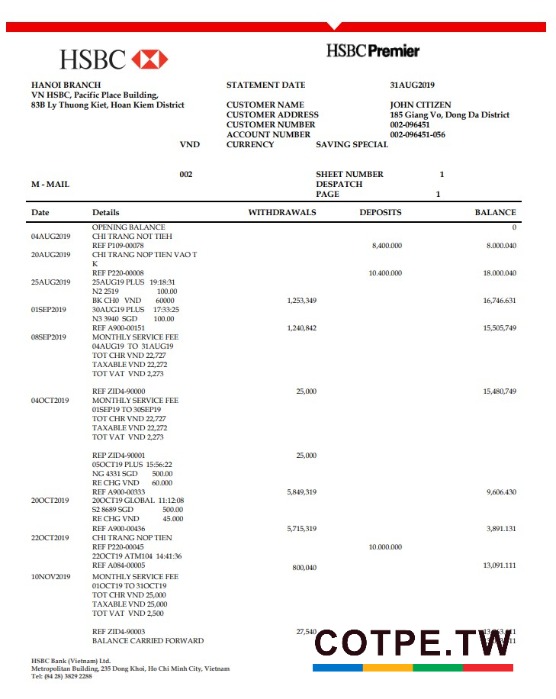 HSBC
HSBC Premier
HANOI BRANCH
VN HSBC, Pacific Place Building,
83B Ly Thuong Kiet, Hoan Kiem District
STATEMENT DATE 31AUG2019
CUSTOMER NAME JOHN CITIZEN
CUSTOMER ADDRESS 185 Giang Vo, Dong Da District
CUSTOMER NUMBER 002-096451
ACCOUNT NUMBER 002-096451-056
VND CURRENCY SAVING SPECIAL
002 SHEET NUMBER 1
M - MAIL DESPATCH
PAGE 1
Date Details WITHDRAWALS DEPOSITS BALANCE
OPENING BALANCE 0
04AUG2019 CHI TRANG NOT TIEH
REF P109-00078 8,400.000 8.000.040
20AUG2019 CHI TRANG NOP TIEN VAO T
K
REF P220-00008 10.400.000 18.000.040
25AUG2019 25AUG19 PLUS 19:18:31
N2 2519 100.00
BK CH0 VND 60000 1,253,349 16,746.631
01SEP2019 30AUG19 PLUS 17:33:25
N3 3940 SGD 100.00
REF A900-00151 1,240,842 15,505,749
08SEP2019 MONTHLY SERVICE FEE
04AUG19 TO 31AUG19
TOT CHR VND 22,727
TAXABLE VND 22,272
TOT VAT VND 2,273
REF ZID4-90000 25,000 15,480,749
04OCT2019 MONTHLY SERVICE FEE
01SEP19 TO 30SEP19
TOT CHR VND 22,727
TAXABLE VND 22,272
TOT VAT VND 2,273
REP ZID4-90001 25,000
05OCT19 PLUS 15:56:22
NG 4331 SGD 500.00
RE CHG VND 60.000
REF A900-00333 5,849,319 9,606.430
20OCT2019 20OCT19 GLOBAL 11:12:08
S2 8689 SGD 500.00
RE CHG VND 45.000
REF A900-00436 5,715,319 3,891.131
22OCT2019 CHI TRANG NOP TIEN
REF P220-00045 10.000.000
22OCT19 ATM104 14:41:36
REF A084-00005 800,040 13,091.111
10NOV2019 MONTHLY SERVICE FEE
01OCT19 TO 31OCT19
TOT CHR VND 25,000
TAXABLE VND 25,000
TOT VAT VND 2,500
REF ZID4-90003 27,540
BALANCE CARRIED FORWARD
COTPE.TW
HSBC Bank (Vietnam) Ltd.
Metropolitan Building, 235 Dong Khoi, Ho Chi Minh City, Vietnam
Tel: (84 28) 3829 2288